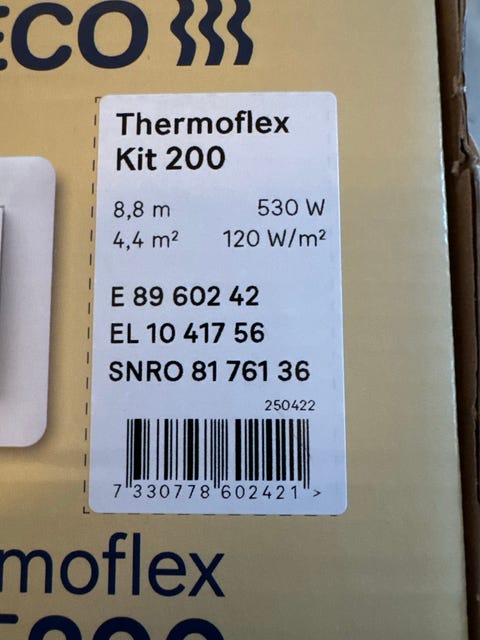 ECO
Thermoflex
Kit 200
8,8 m 530 W
4,4 m² 120 W/m²
E 89 602 42
EL 10 417 56
SNRO 81 761 36
250422
7 330778 602421 >
moflex